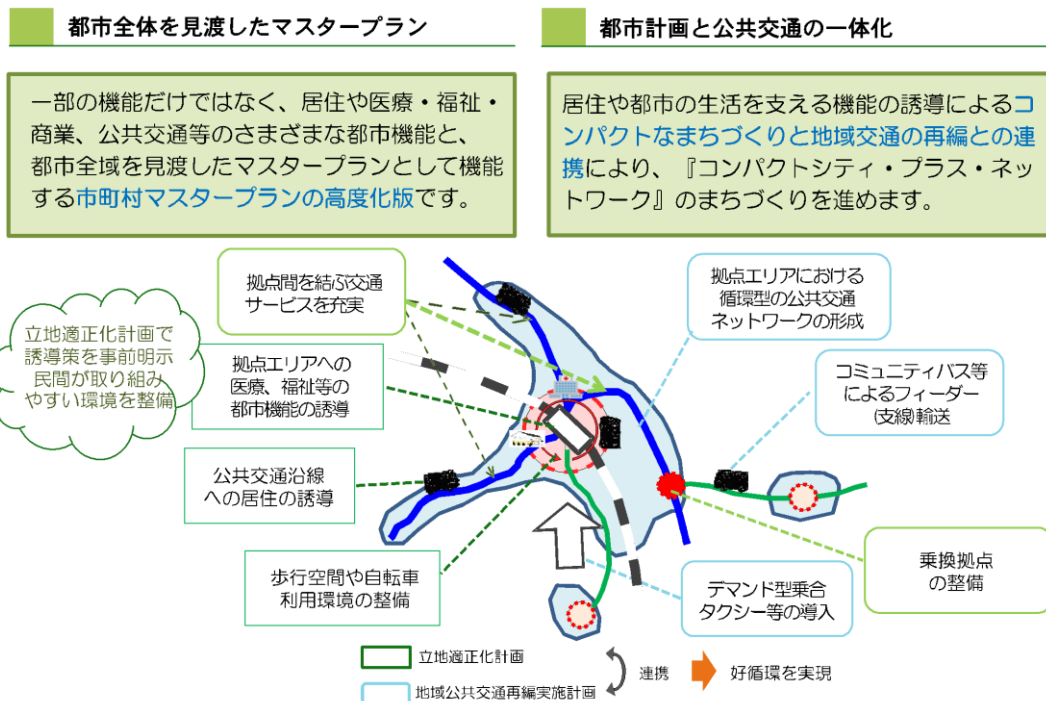 都市全体を見渡したマスタープラン
都市計画と公共交通の一体化
一部の機能だけではなく、居住や医療・福祉・
商業、公共交通等のさまざまな都市機能と、
都市全域を見渡したマスタープランとして機能
する市町村マスタープランの高度化版です。
居住や都市の生活を支える機能の誘導によるコ
ンパクトなまちづくりと地域交通の再編との連
携により、『コンパクトシティ・プラス・ネッ
トワーク』のまちづくりを進めます。
立地適正化計画で
誘導策を事前明示
民間が取り組み
やすい環境を整備
拠点間を結ぶ交通
サービスを充実
拠点エリアへの
医療、福祉等の
都市機能の誘導
公共交通沿線
への居住の誘導
歩行空間や自転車
利用環境の整備
拠点エリアにおける
循環型の公共交通
ネットワークの形成
コミュニティバス等
によるフィーダー
(支線)輸送
乗換拠点
の整備
デマンド型乗合
タクシー等の導入
立地適正化計画
地域公共交通再編実施計画
連携
好循環を実現